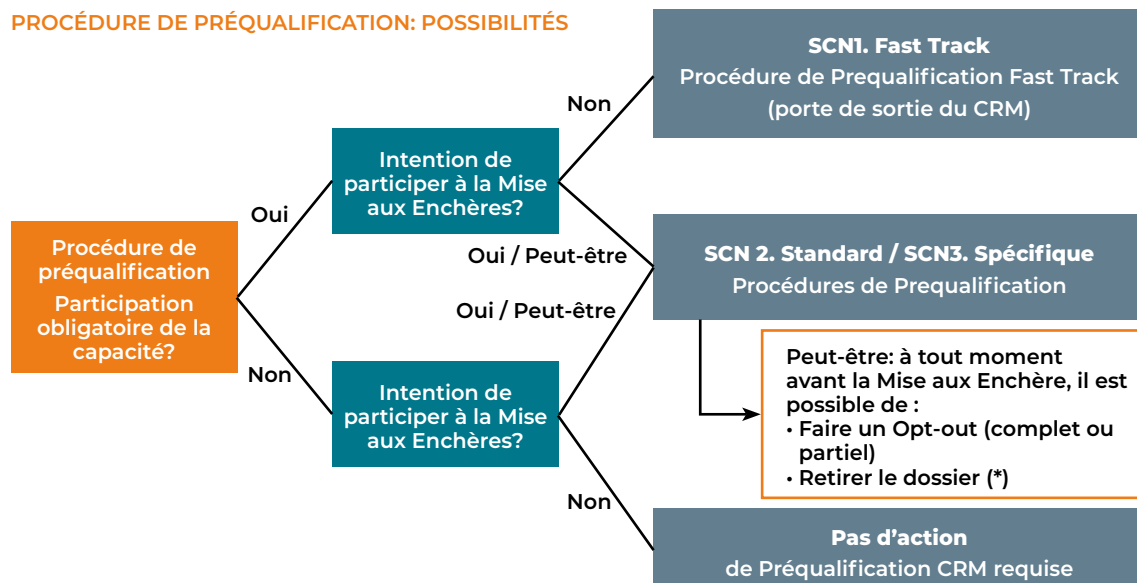 PROCÉDURE DE PRÉQUALIFICATION: POSSIBILITÉS
SCN1. Fast Track
Procédure de Prequalification Fast Track
(porte de sortie du CRM)
Non
Intention de
participer à la Mise
aux Enchères?
Oui
Procédure de
préqualification
Participation
obligatoire de la
capacité?
Oui / Peut-être
Oui / Peut-être
SCN 2. Standard / SCN3. Spécifique
Procédures de Prequalification
Non
Intention de
participer à la Mise
aux Enchères?
Peut-être: à tout moment
avant la Mise aux Enchère, il est
possible de :
• Faire un Opt-out (complet ou
partiel)
• Retirer le dossier (*)
Non
Pas d’action
de Préqualification CRM requise